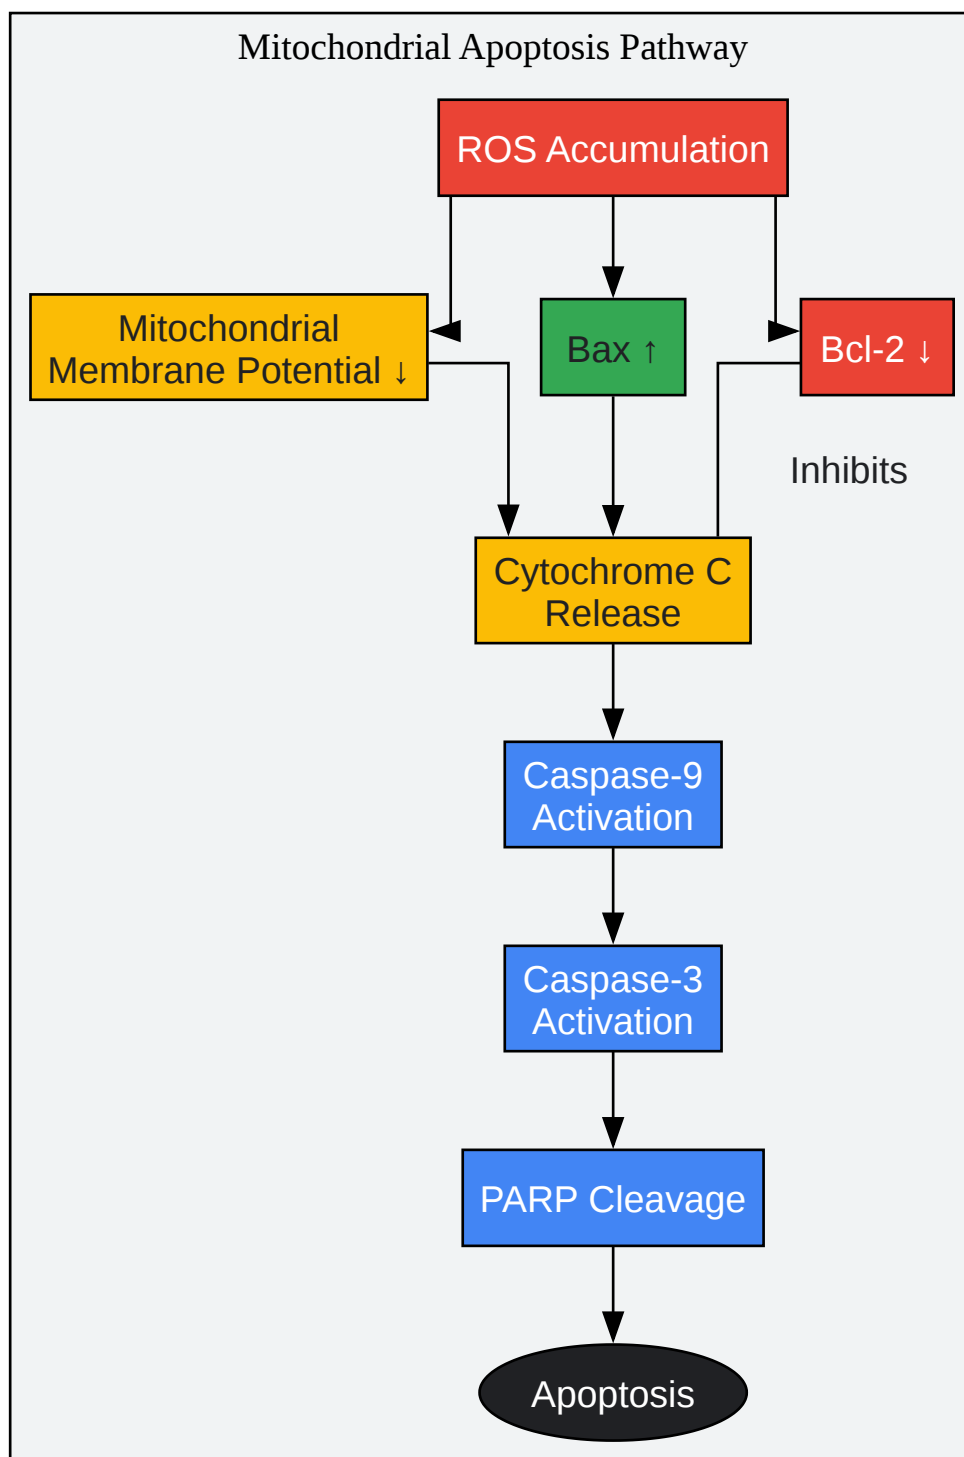 Mitochondrial Apoptosis Pathway
ROS Accumulation
Mitochondrial
Membrane Potential ↓
Bax ↑
Bcl-2 ↓
Inhibits
Cytochrome C
Release
Caspase-9
Activation
Caspase-3
Activation
PARP Cleavage
Apoptosis